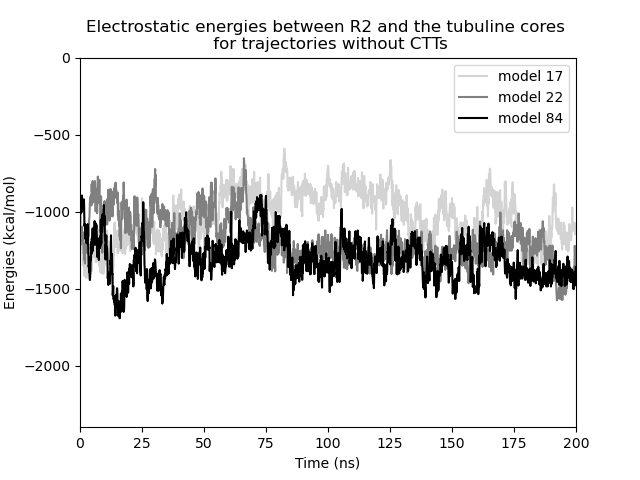 Electrostatic energies between R2 and the tubuline cores
for trajectories without CTTs
model 17
model 22
model 84
Energies (kcal/mol)
0
−500
−1000
−1500
−2000
0 25 50 75 100 125 150 175 200
Time (ns)